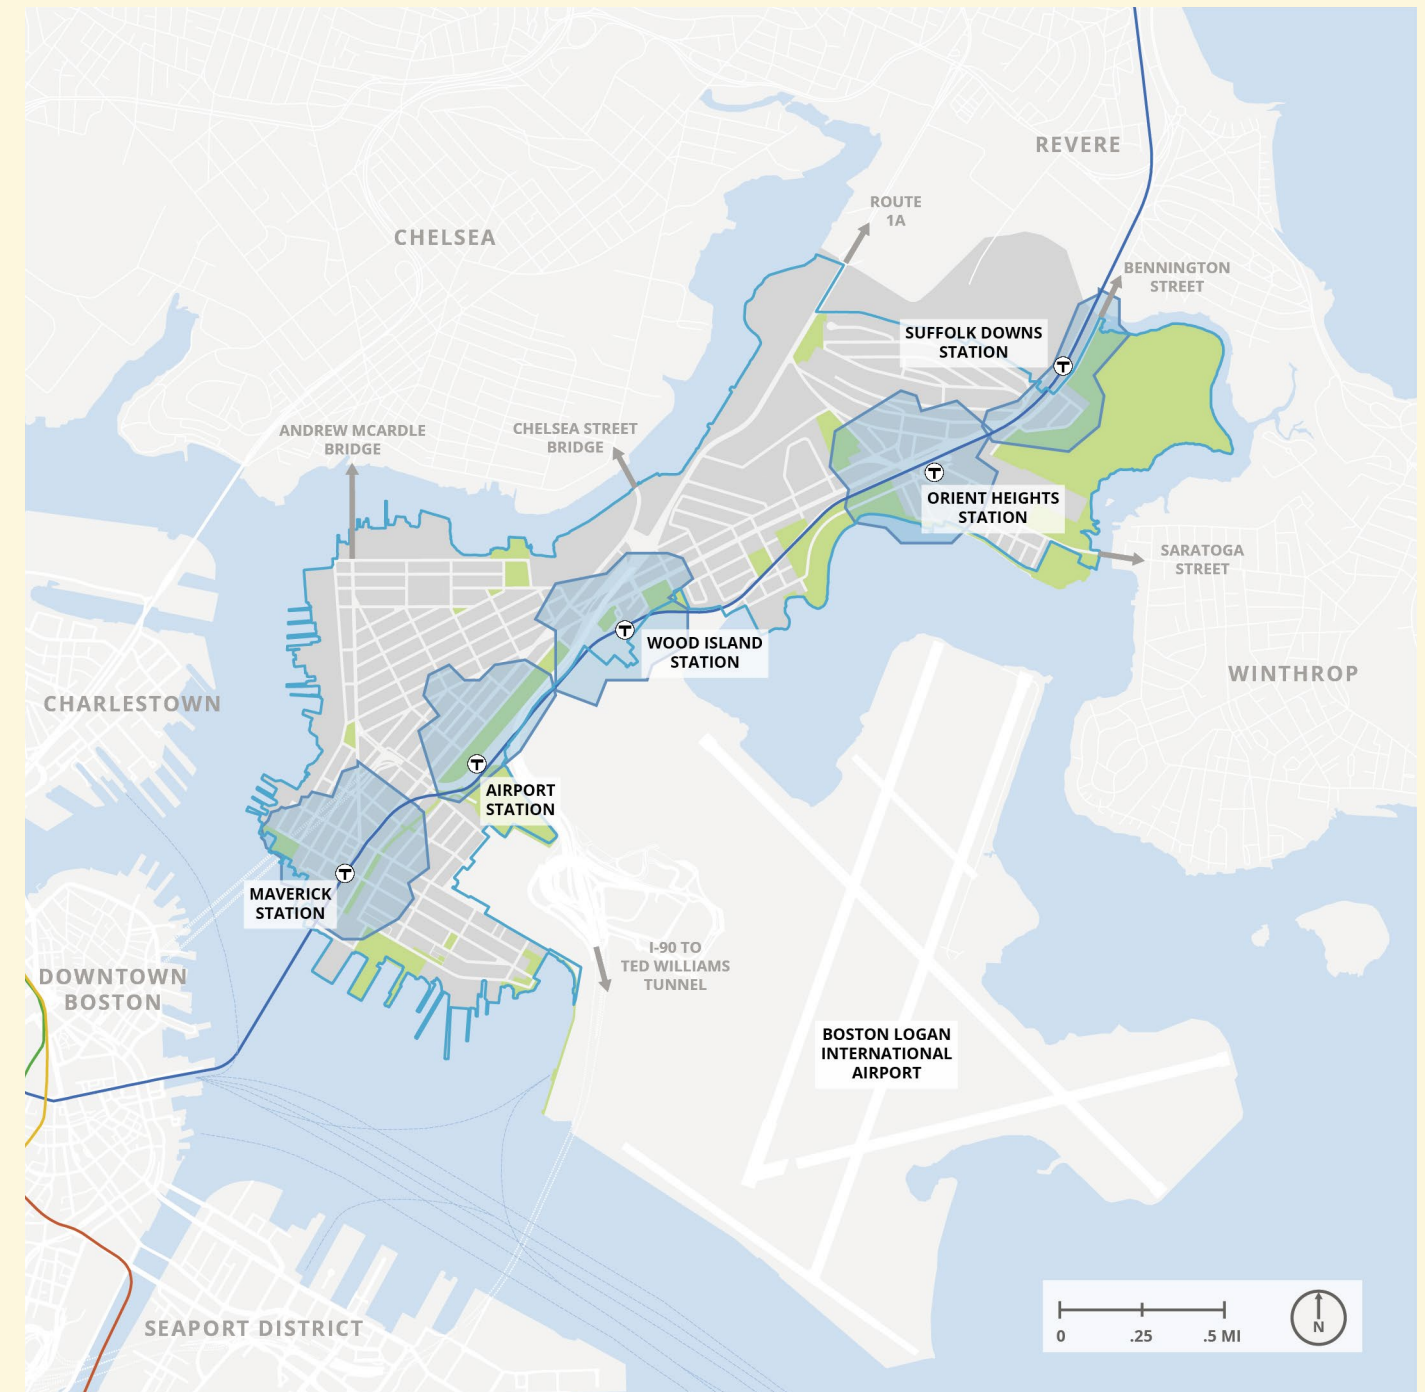 REVERE
ROUTE
1A
CHELSEA
BENNINGTON
STREET
SUFFOLK DOWNS
STATION
T
ANDREW MCARDLE
BRIDGE
CHELSEA STREET
BRIDGE
T
ORIENT HEIGHTS
STATION
SARATOGA
STREET
T
WOOD ISLAND
STATION
WINTHROP
CHARLESTOWN
T
AIRPORT
STATION
T
MAVERICK
STATION
I-90 TO
TED WILLIAMS
TUNNEL
DOWNTOWN
BOSTON
BOSTON LOGAN
INTERNATIONAL
AIRPORT
SEAPORT DISTRICT
0 .25 .5 MI
N